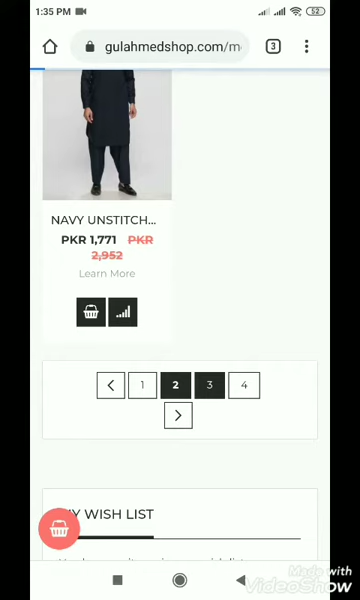 1:35 PM
52
gulahmedshop.com/m
3
NAVY UNSTITCH...
PKR 1,771 PKR
2,952
Learn More
1 2 3 4
MY WISH LIST
Made with
VideoShow